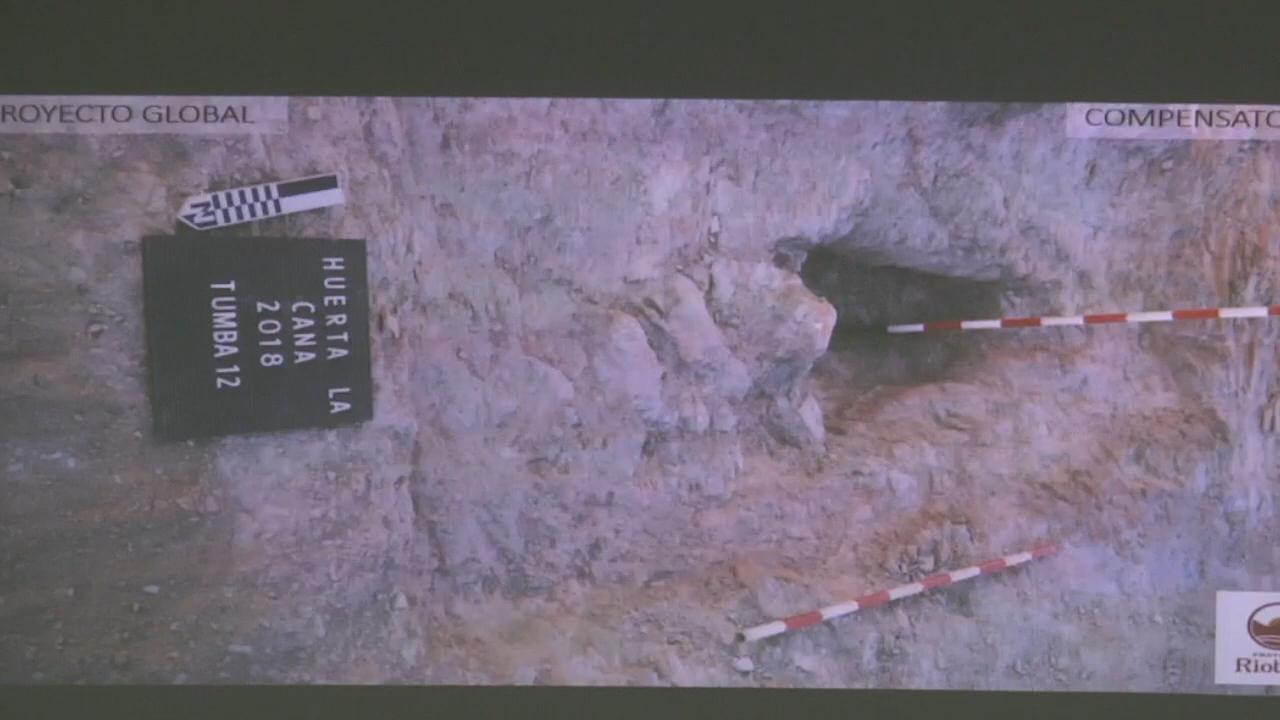 ROYECTO GLOBAL
COMPENSATO
N
HUERTA LA
CANA
2018
TUMBA 12
Riot